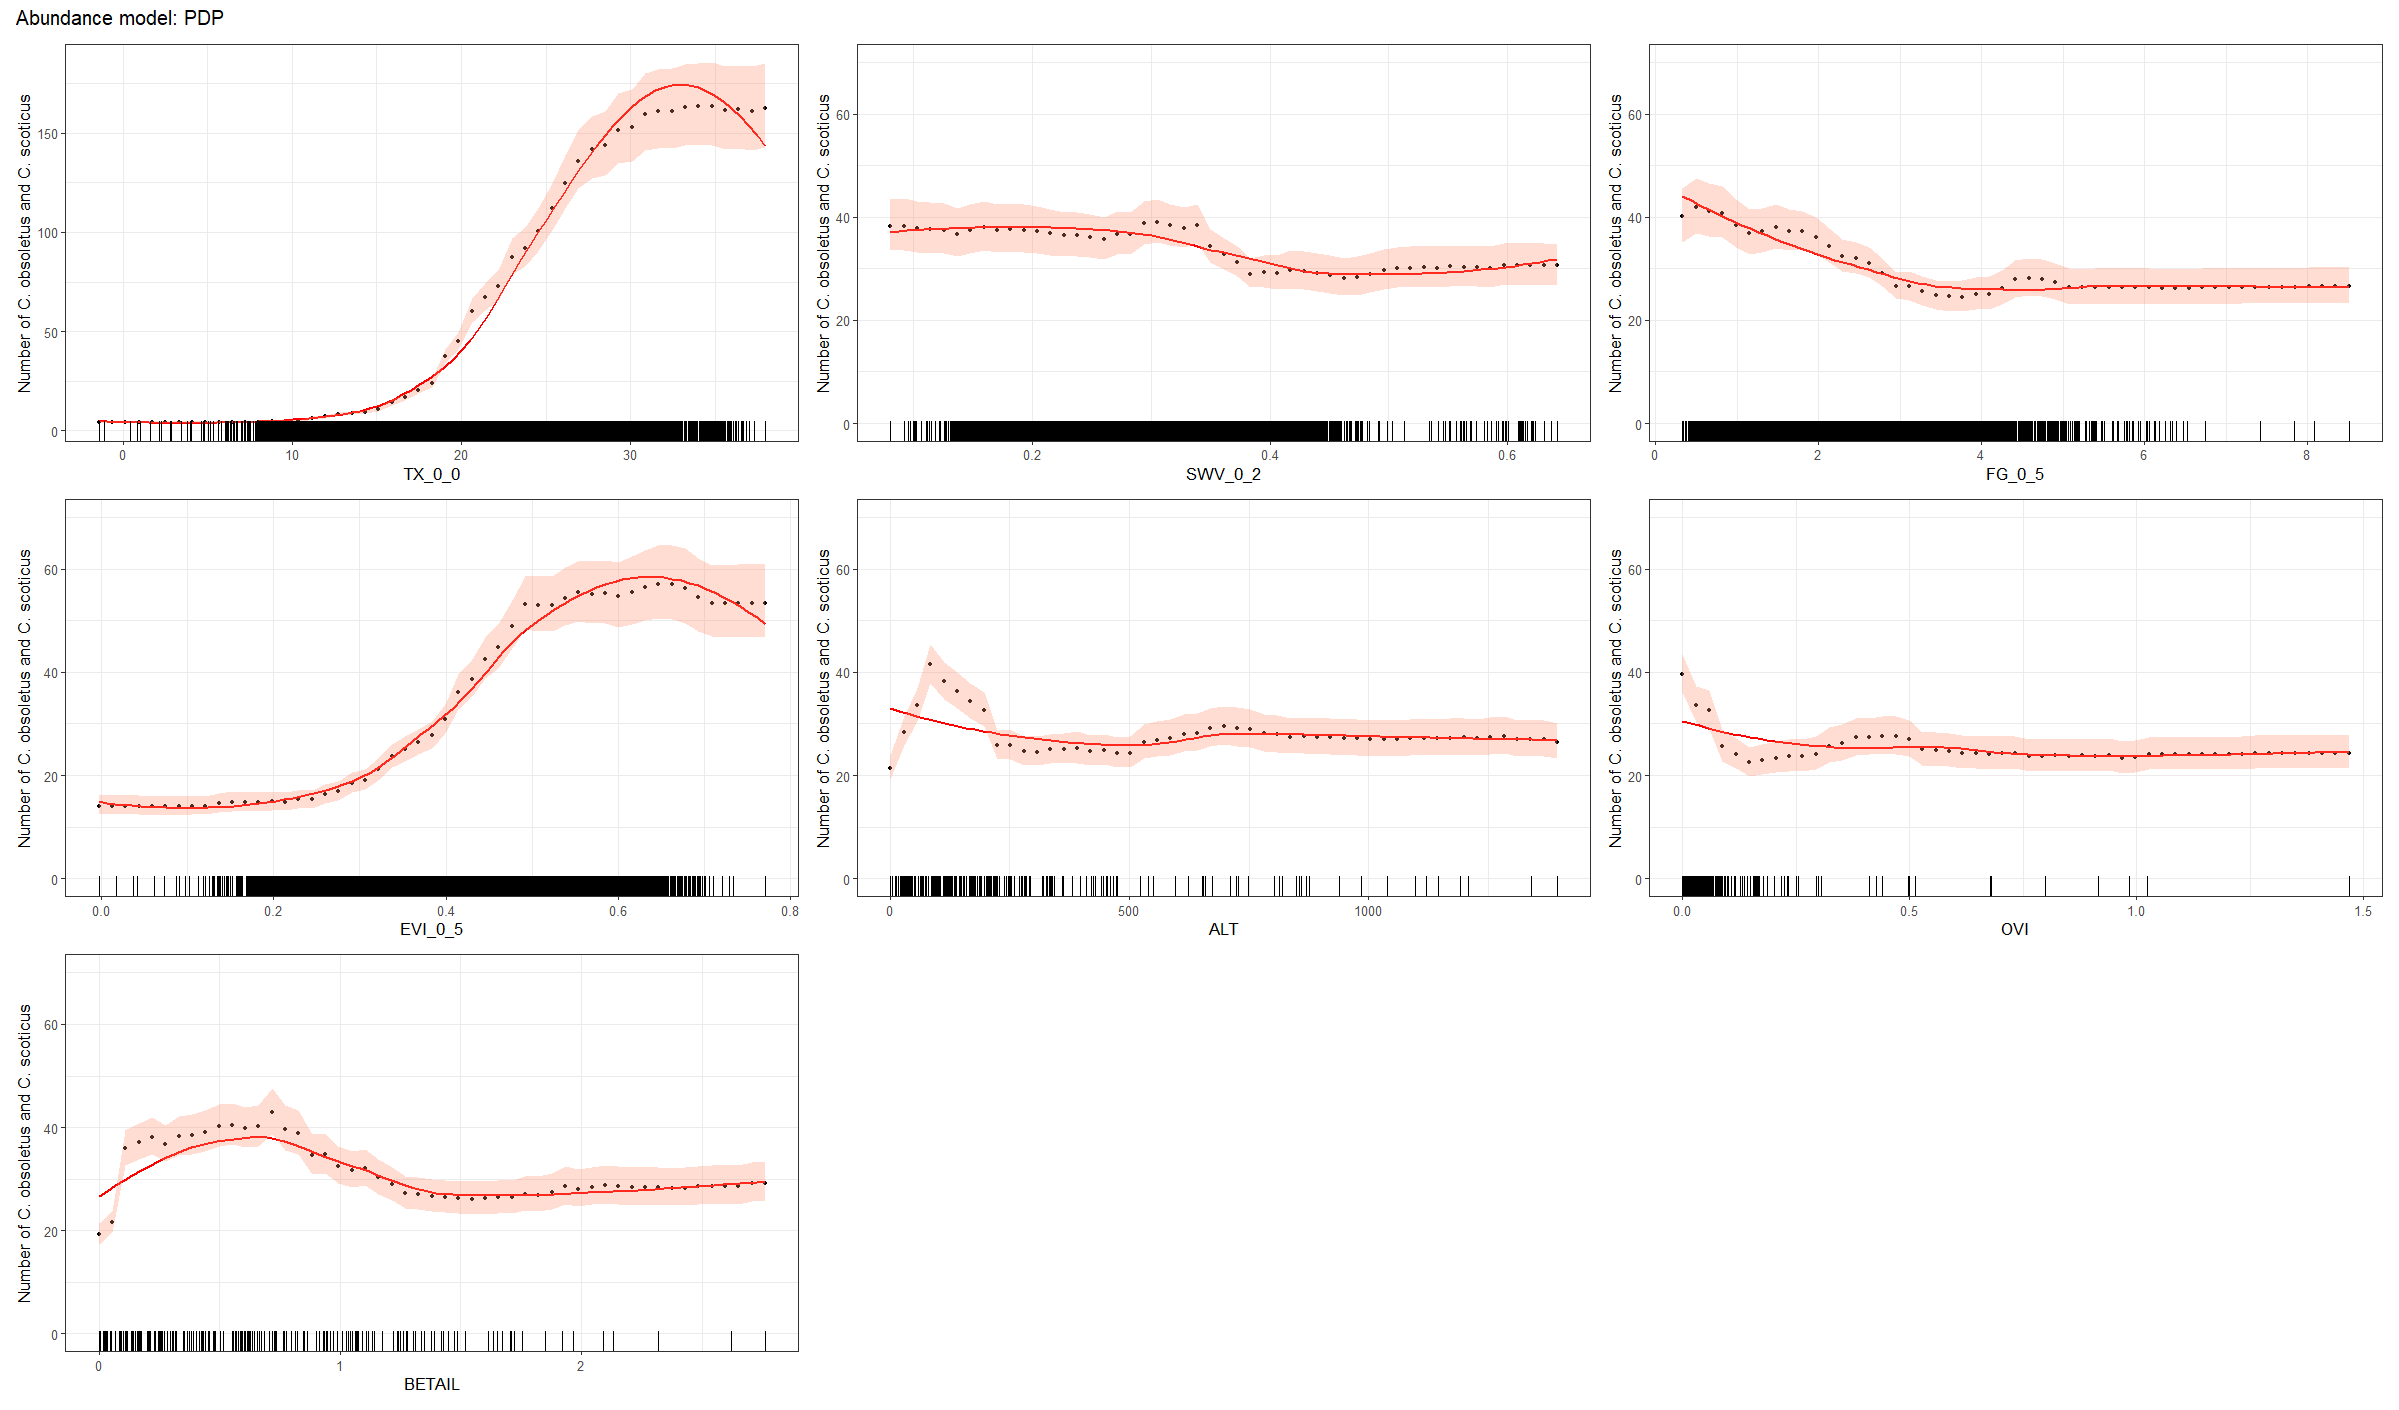 Abundance model: PDP
Number of C. obsoletus and C. scoticus
150
100
50
0
0 10 20 30
TX_0_0
Number of C. obsoletus and C. scoticus
60
40
20
0
0.2 0.4 0.6
SWV_0_2
Number of C. obsoletus and C. scoticus
60
40
20
0
0 2 4 6 8
FG_0_5
Number of C. obsoletus and C. scoticus
60
40
20
0
0.0 0.2 0.4 0.6 0.8
EVI_0_5
Number of C. obsoletus and C. scoticus
60
40
20
0
0 500 1000
ALT
Number of C. obsoletus and C. scoticus
60
40
20
0
0.0 0.5 1.0 1.5
OVI
Number of C. obsoletus and C. scoticus
60
40
20
0
0 1 2
BETAIL